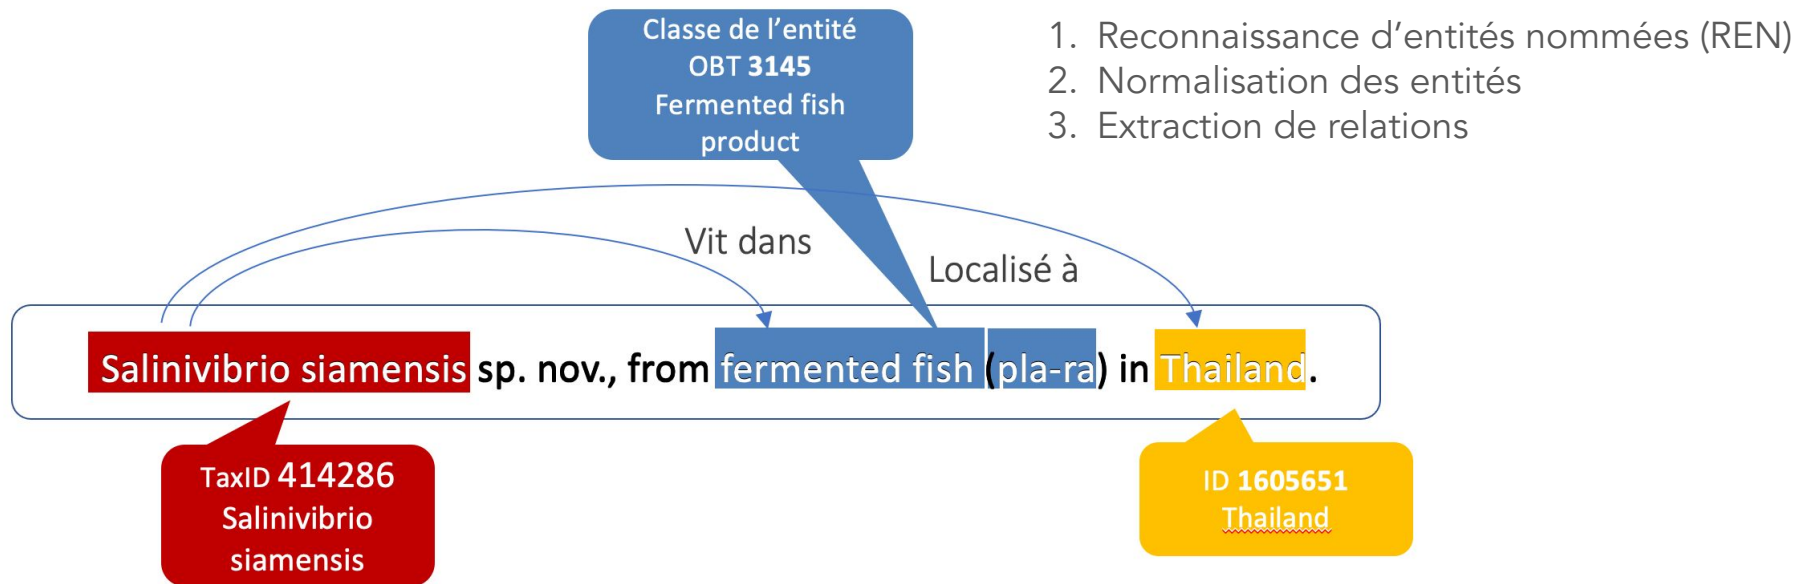 Classe de l’entité
OBT 3145
Fermented fish
product
1. Reconnaissance d’entités nommées (REN)
2. Normalisation des entités
3. Extraction de relations
Vit dans
Localisé à
Salinivibrio siamensis sp. nov., from fermented fish (pla-ra) in Thailand.
TaxID 414286
Salinivibrio
siamensis
ID 1605651
Thailand